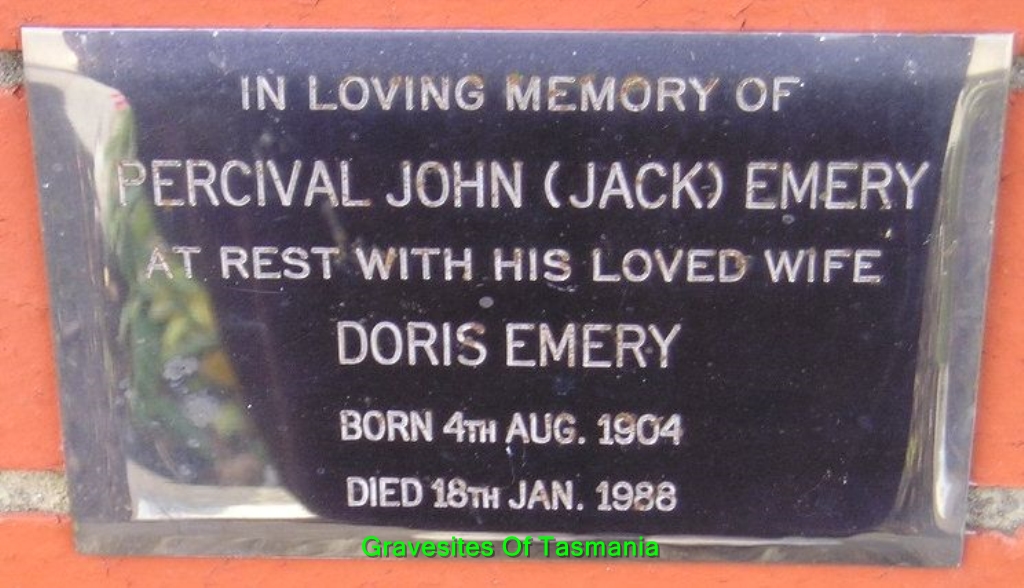 IN LOVING MEMORY OF
PERCIVAL JOHN (JACK) EMERY
AT REST WITH HIS LOVED WIFE
DORIS EMERY
BORN 4TH AUG. 1904
DIED 18TH JAN. 1988
Gravesites Of Tasmania